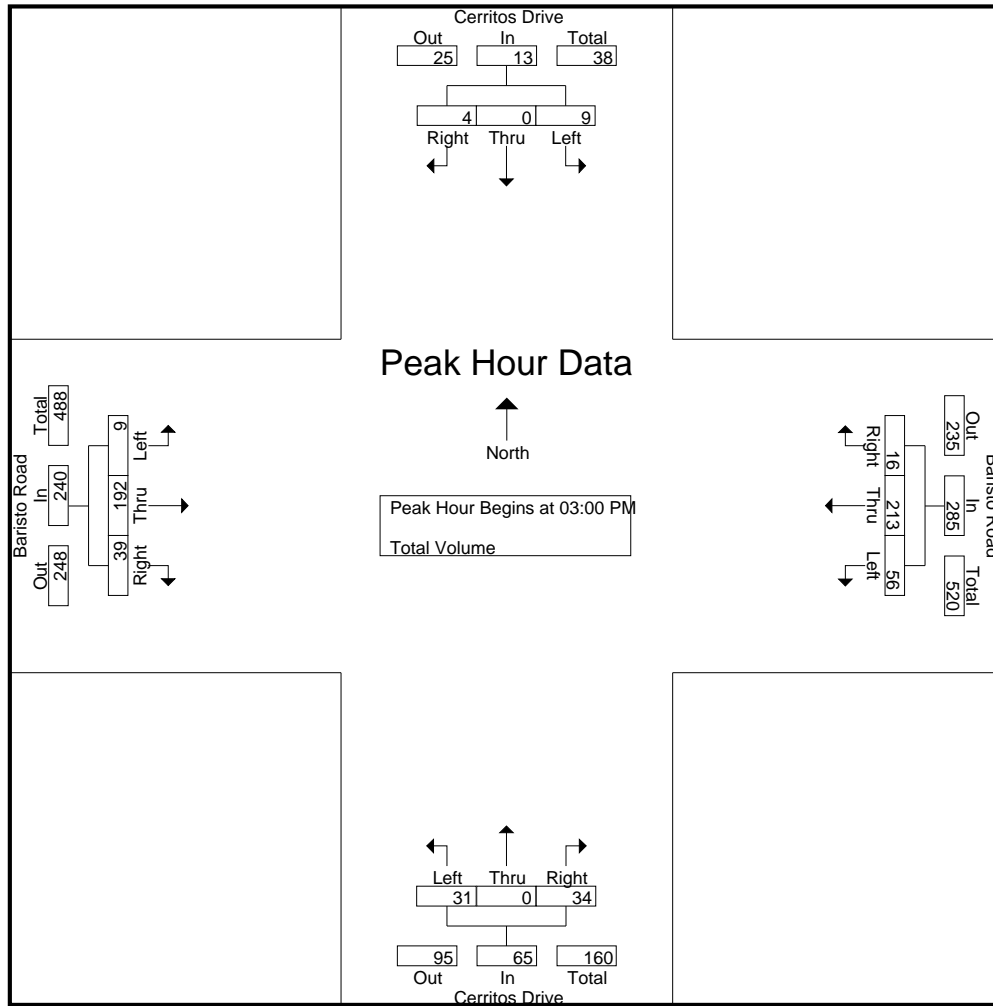 Cerritos Drive
Out In Total
25 13 38
4 0 9
Right Thru Left
Peak Hour Data
North
Peak Hour Begins at 03:00 PM
Total Volume
Baristo Road
Total In Out
488 240 248
9 192 39
Left Thru Right
Baristo Road
Out In Total
235 285 520
16 213 56
Right Thru Left
Left Thru Right
31 0 34
95 65 160
Out In Total
Cerritos Drive